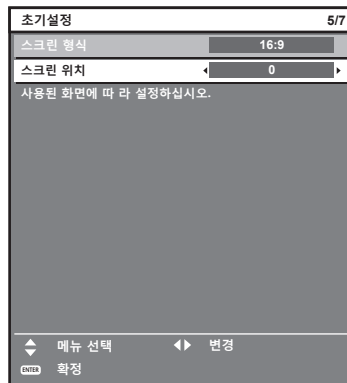 초기설정 5/7
스크린 형식 16:9
스크린 위치 0
사용된 화면에 따 라 설정하십시오.
메뉴 선택 변경
ENTER 확정